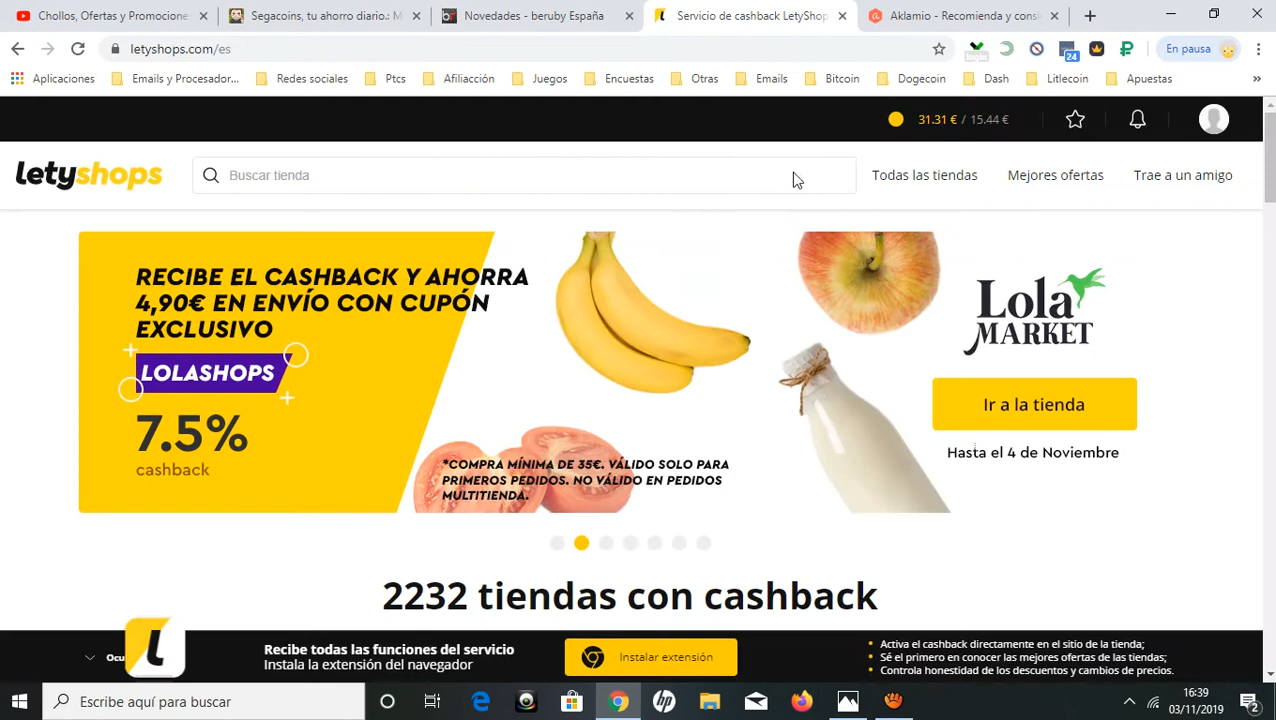 Chollos, Ofertas y Promocione
Segacoins, tu ahorro diario.: M
Novedades - beruby España
Servicio de cashback LetyShop
Aklamio - Recomienda y consi
letyshops.com/es
24
En pausa
Aplicaciones
Emails y Procesador...
Redes sociales
Ptcs
Afiliacción
Juegos
Encuestas
Otras
Emails
Bitcoin
Dogecoin
Dash
Litlecoin
Apuestas
»
31.31 € / 15.44 €
letyshops
Buscar tienda
Todas las tiendas
Mejores ofertas
Trae a un amigo
RECIBE EL CASHBACK Y AHORRA
4,90€ EN ENVÍO CON CUPÓN
EXCLUSIVO
LOLASHOPS
7.5%
cashback
*COMPRA MÍNIMA DE 35€. VÁLIDO SOLO PARA
PRIMEROS PEDIDOS. NO VÁLIDO EN PEDIDOS
MULTITIENDA.
Lola
MARKET
Ir a la tienda
Hasta el 4 de Noviembre
2232 tiendas con cashback
Ocu
Recibe todas las funciones del servicio
Instala la extensión del navegador
Instalar extensión
Activa el cashback directamente en el sitio de la tienda;
Sé el primero en conocer las mejores ofertas de las tiendas;
Controla honestidad de los descuentos y cambios de precios.
Escribe aquí para buscar
16:39
03/11/2019
2